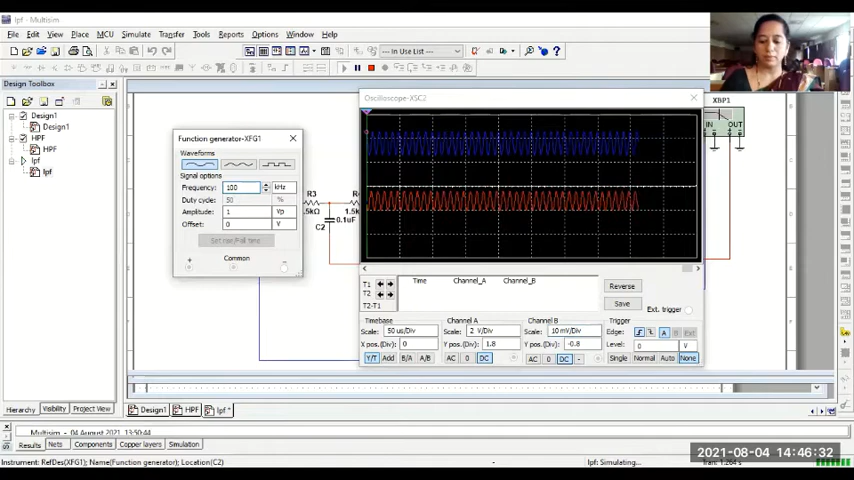 lpf - Multisim
File Edit View Place MCU Simulate Transfer Tools Reports Options Window Help
--- In Use List ---
Design Toolbox
Design1
Design1
HPF
HPF
lpf
lpf
Hierarchy Visibility Project View
Function generator-XFG1
Waveforms
Signal options
Frequency: 100 kHz
Duty cycle: 50 %
Amplitude: 1 Vp
Offset: 0 V
Set rise/Fall time
+ Common -
R3
.5kΩ
1.5k
C2
0.1uF
XBP1
IN OUT
Oscilloscope-XSC2
Time Channel_A Channel_B
T1
T2
T2-T1
Reverse
Save
Ext. trigger
Timebase
Scale: 50 us/Div
X pos.(Div): 0
Y/T Add B/A A/B
Channel A
Scale: 2 V/Div
Y pos.(Div): 1.8
AC 0 DC
Channel B
Scale: 10 mV/Div
Y pos.(Div): -0.8
AC 0 DC -
Trigger
Edge: A B Ext
Level: 0 V
Single Normal Auto None
Design1 HPF lpf *
Multisim - 04 August 2021, 13:50:44
Results Nets Components Copper layers Simulation
Instrument: RefDes(XFG1); Name(Function generator); Location(C2)
-
lpf: Simulating...
Tran: 1.264 s
2021-08-04 14:46:32